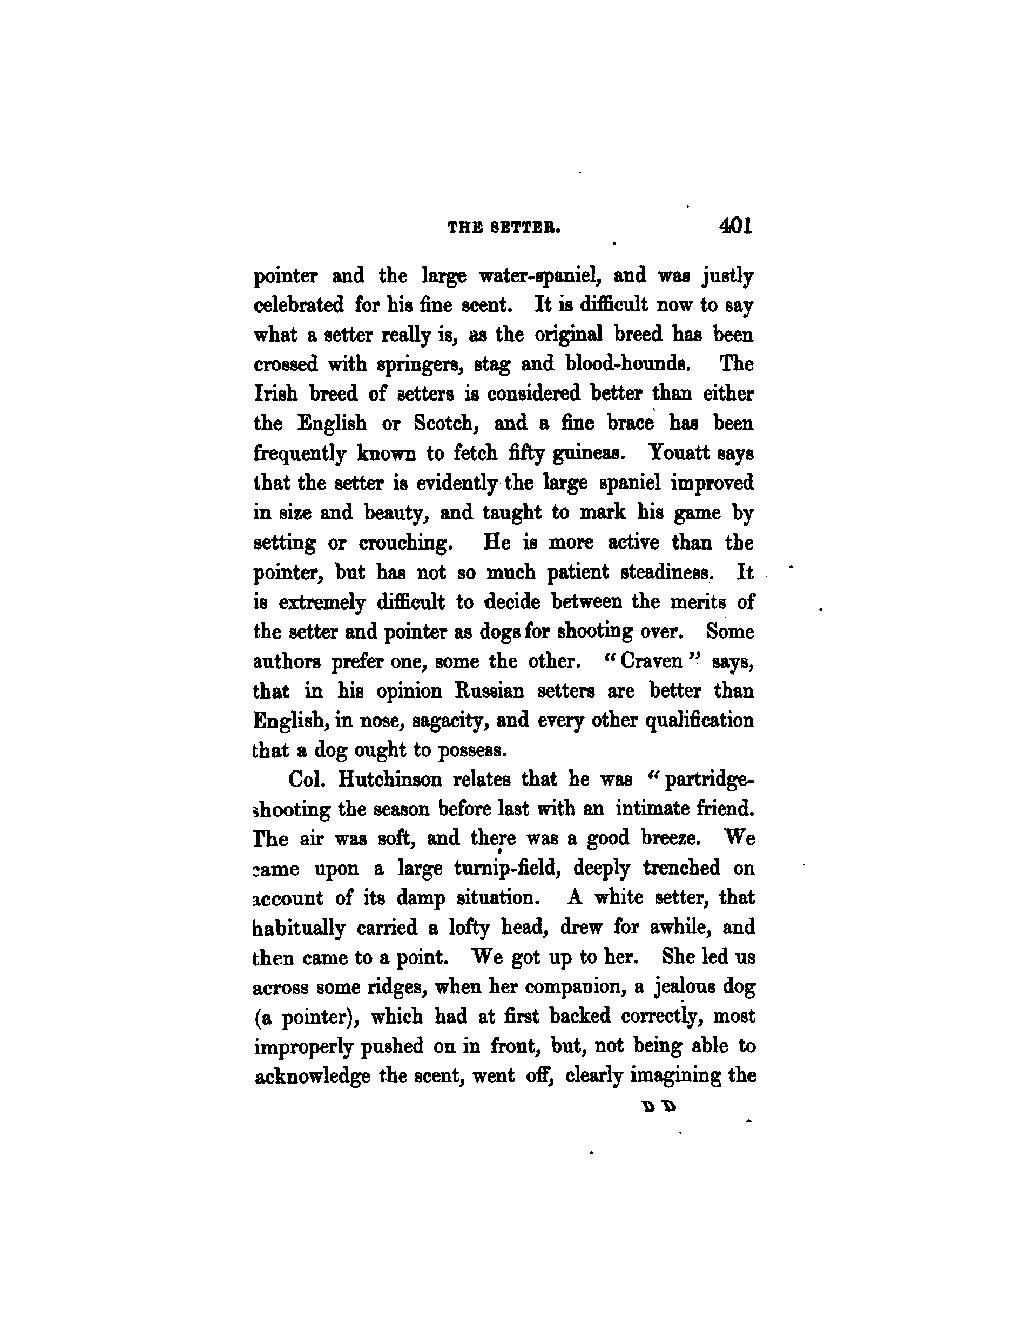 THE SETTER. 401
pointer and the large water-spaniel, and was justly
celebrated for his fine scent. It is difficult now to say
what a setter really is, as the original breed has been
crossed with springers, stag and blood-hounds. The
Irish breed of setters is considered better than either
the English or Scotch, and a fine brace has been
frequently known to fetch fifty guineas. Youatt says
that the setter is evidently the large spaniel improved
in size and beauty, and taught to mark his game by
setting or crouching. He is more active than the
pointer, but has not so much patient steadiness. It
is extremely difficult to decide between the merits of
the setter and pointer as dogs for shooting over. Some
authors prefer one, some the other. "Craven" says,
that in his opinion Russian setters are better than
English, in nose, sagacity, and every other qualification
that a dog ought to possess.
Col. Hutchinson relates that he was "partridge-
shooting the season before last with an intimate friend.
The air was soft, and there was a good breeze. We
came upon a large turnip-field, deeply trenched on
account of its damp situation. A white setter, that
habitually carried a lofty head, drew for awhile, and
then came to a point. We got up to her. She led us
across some ridges, when her companion, a jealous dog
(a pointer), which had at first backed correctly, most
improperly pushed on in front, but, not being able to
acknowledge the scent, went off, clearly imagining the
D D